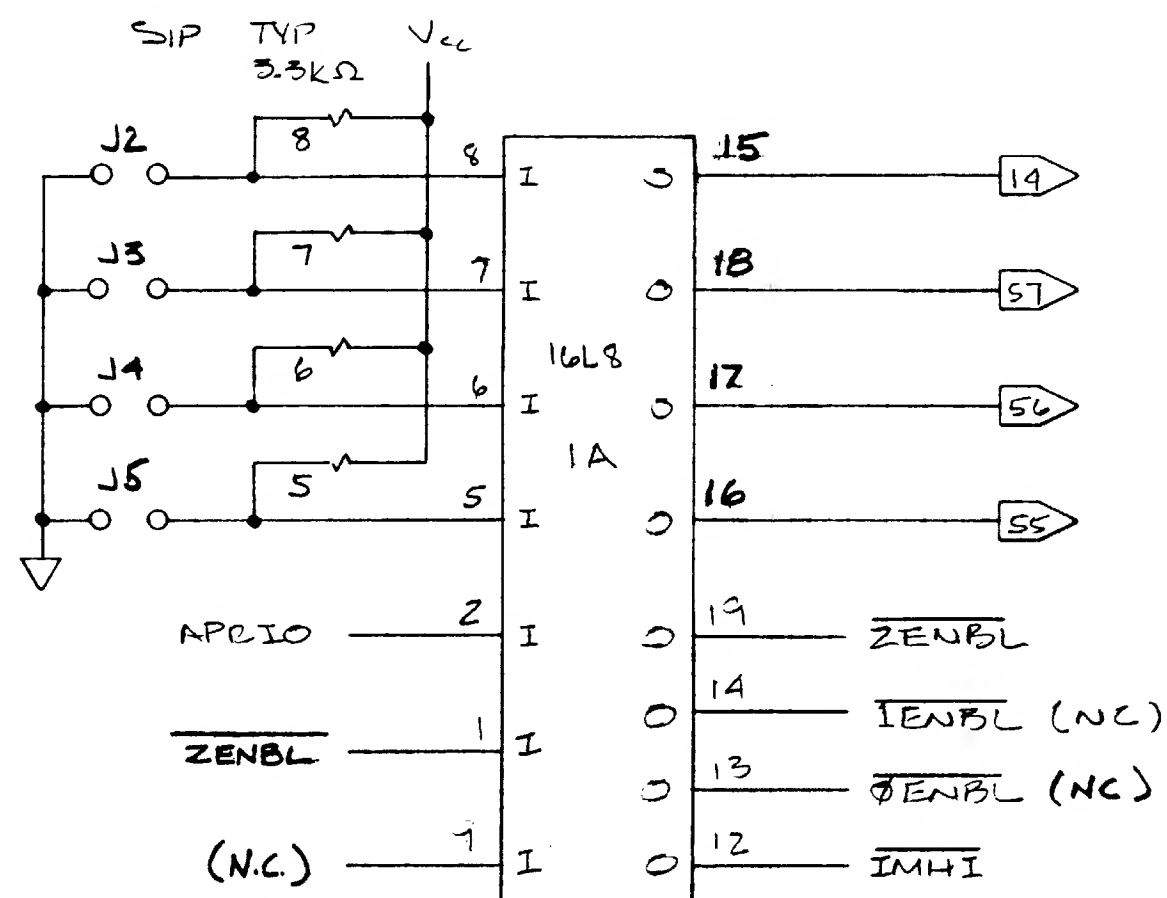 SIP TYP Vcc
3.3kΩ
8
J2 8 I O 15 14
7
J3 7 I O 18 57
16L8
6
J4 6 I O 17 56
1A
5
J5 5 I O 16 55
APRIO 2 I O 19 ZENBL
O 14 IENBL (NC)
ZENBL 1 I
O 13 ØENBL (NC)
(N.C.) I O 12 IMHI